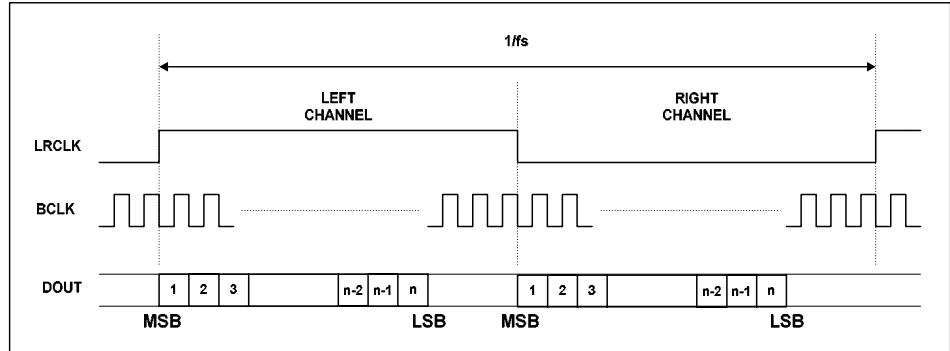 1/fs
LEFT
CHANNEL
RIGHT
CHANNEL
LRCLK
BCLK
DOUT
1 2 3 n-2 n-1 n 1 2 3 n-2 n-1 n
MSB LSB MSB LSB